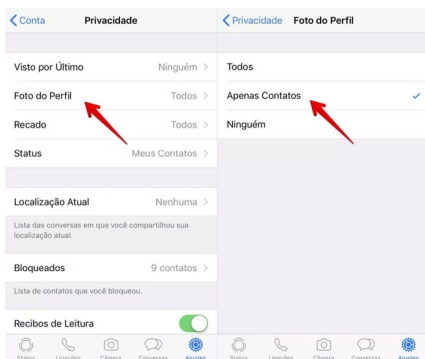 Conta
Privacidade
Visto por Último
Ninguém
Foto do Perfil
Todos
Recado
Todos
Status
Meus Contatos
Localização Atual
Nenhuma
Lista das conversas em que você compartilhou sua
localização atual.
Bloqueados
9 contatos
Lista de contatos que você bloqueou.
Recibos de Leitura
Status
Ligações
Câmera
Conversas
Ajustes
Privacidade
Foto do Perfil
Todos
Apenas Contatos
Ninguém
Status
Ligações
Câmera
Conversas
Ajustes